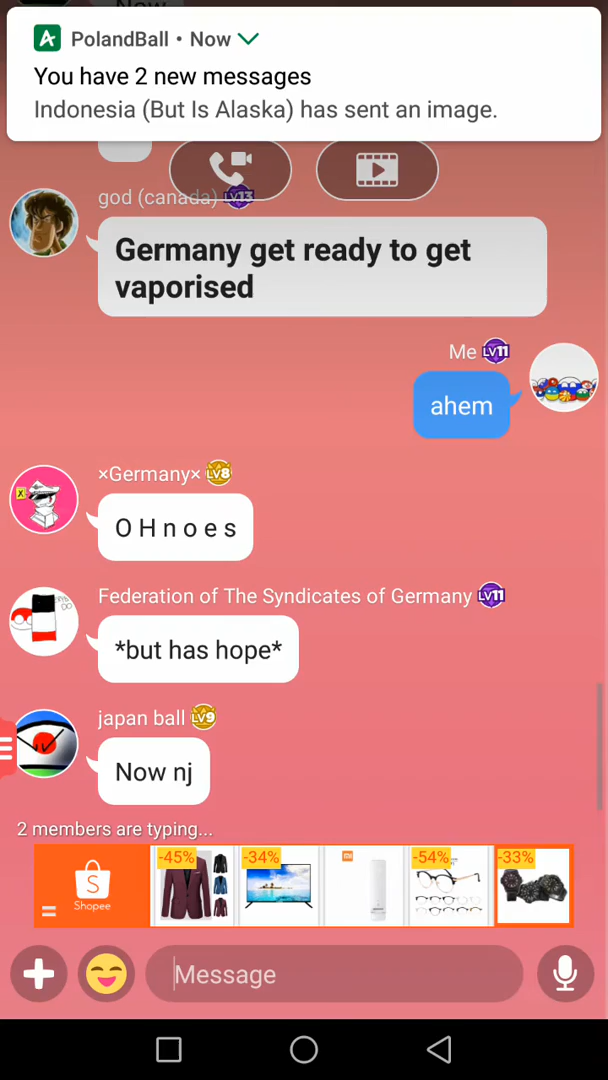 PolandBall • Now
You have 2 new messages
Indonesia (But Is Alaska) has sent an image.
god (canada) LV13
Germany get ready to get
vaporised
Me LV11
ahem
×Germany× LV8
O H n o e s
Federation of The Syndicates of Germany LV11
*but has hope*
japan ball LV9
Now nj
2 members are typing...
-45% -34% -54% -33%
Shopee
Message